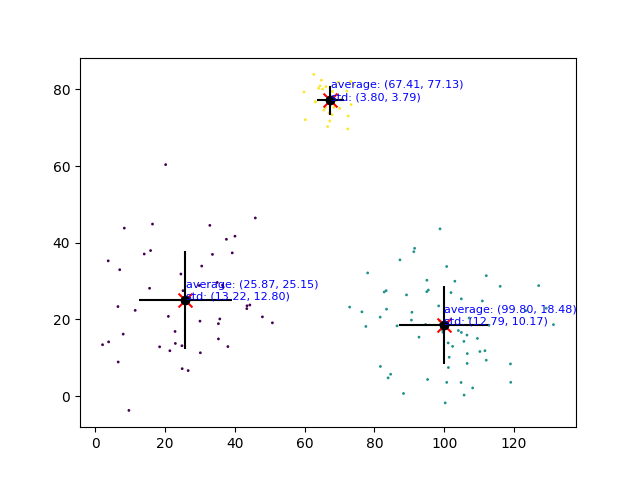 80
60
40
20
0
average: (67.41, 77.13)
std: (3.80, 3.79)
average: (25.87, 25.15)
std: (13.22, 12.80)
average: (99.80, 18.48)
std: (12.79, 10.17)
0 20 40 60 80 100 120